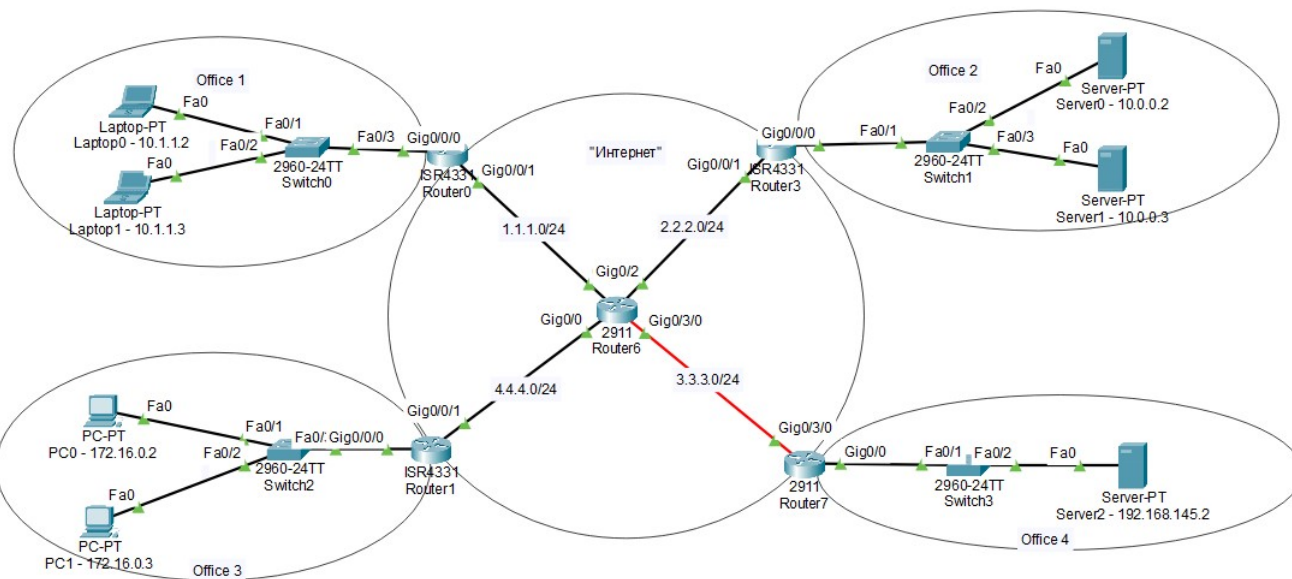 Office 1
Fa0
Laptop-PT
Laptop0 - 10.1.1.2
Fa0/1
Fa0/2
Fa0
Laptop-PT
Laptop1 - 10.1.1.3
2960-24TT
Switch0
Fa0/3
Gig0/0/0
ISR4331
Router0
Gig0/0/1
1.1.1.0/24
"Интернет"
Office 2
Fa0
Server-PT
Server0 - 10.0.0.2
Fa0/2
Fa0/3
Fa0
Server-PT
Server1 - 10.0.0.3
Gig0/0/0
Fa0/1
2960-24TT
Switch1
ISR4331
Router3
Gig0/0/1
2.2.2.0/24
Gig0/2
Gig0/0
2911
Router6
Gig0/3/0
4.4.4.0/24
3.3.3.0/24
Fa0
PC-PT
PC0 - 172.16.0.2
Fa0/1
Fa0/2
Gig0/0/0
Gig0/0/1
2960-24TT
Switch2
ISR4331
Router1
Fa0
PC-PT
PC1 - 172.16.0.3
Office 3
Gig0/3/0
Gig0/0
2911
Router7
Fa0/1
Fa0/2
2960-24TT
Switch3
Fa0
Server-PT
Server2 - 192.168.145.2
Office 4